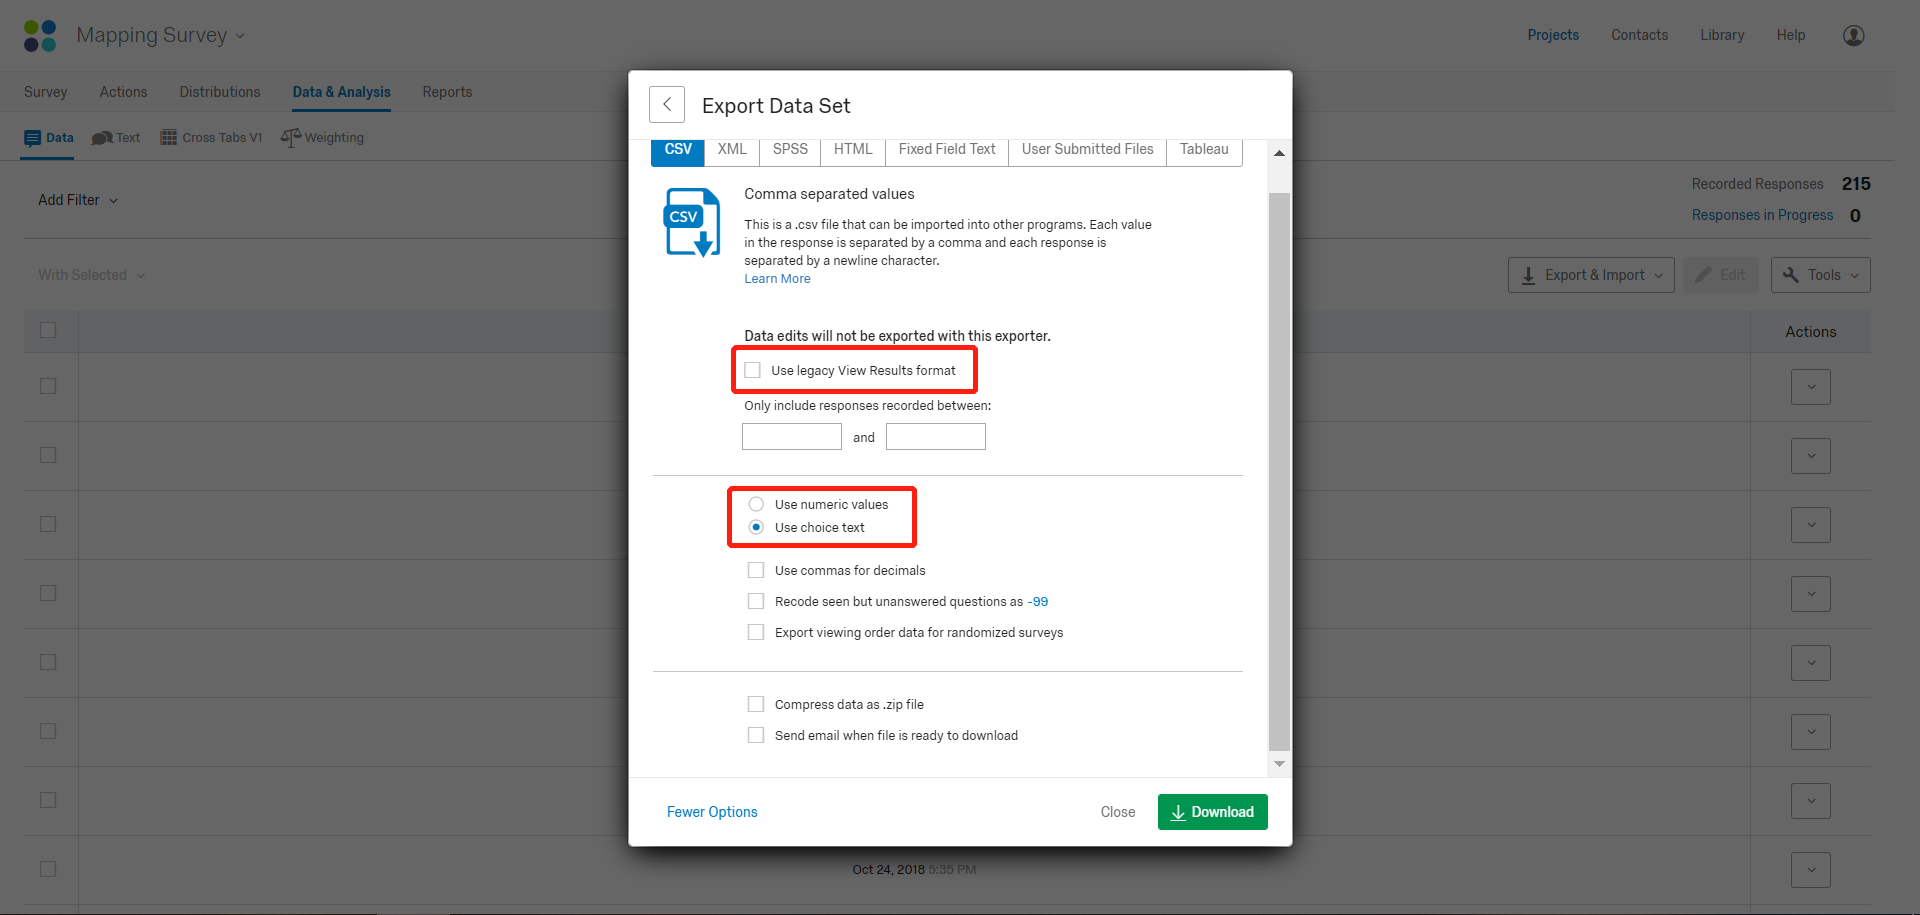 Mapping Survey
Projects Contacts Library Help
Survey Actions Distributions Data & Analysis Reports
Data Text Cross Tabs V1 Weighting
Add Filter
Recorded Responses 215
Responses in Progress 0
With Selected
Export & Import Edit Tools
Actions
Oct 24, 2018 5:35 PM
Export Data Set
CSV XML SPSS HTML Fixed Field Text User Submitted Files Tableau
CSV
Comma separated values
This is a .csv file that can be imported into other programs. Each value
in the response is separated by a comma and each response is
separated by a newline character.
Learn More
Data edits will not be exported with this exporter.
Use legacy View Results format
Only include responses recorded between:
and
Use numeric values
Use choice text
Use commas for decimals
Recode seen but unanswered questions as -99
Export viewing order data for randomized surveys
Compress data as .zip file
Send email when file is ready to download
Fewer Options Close Download